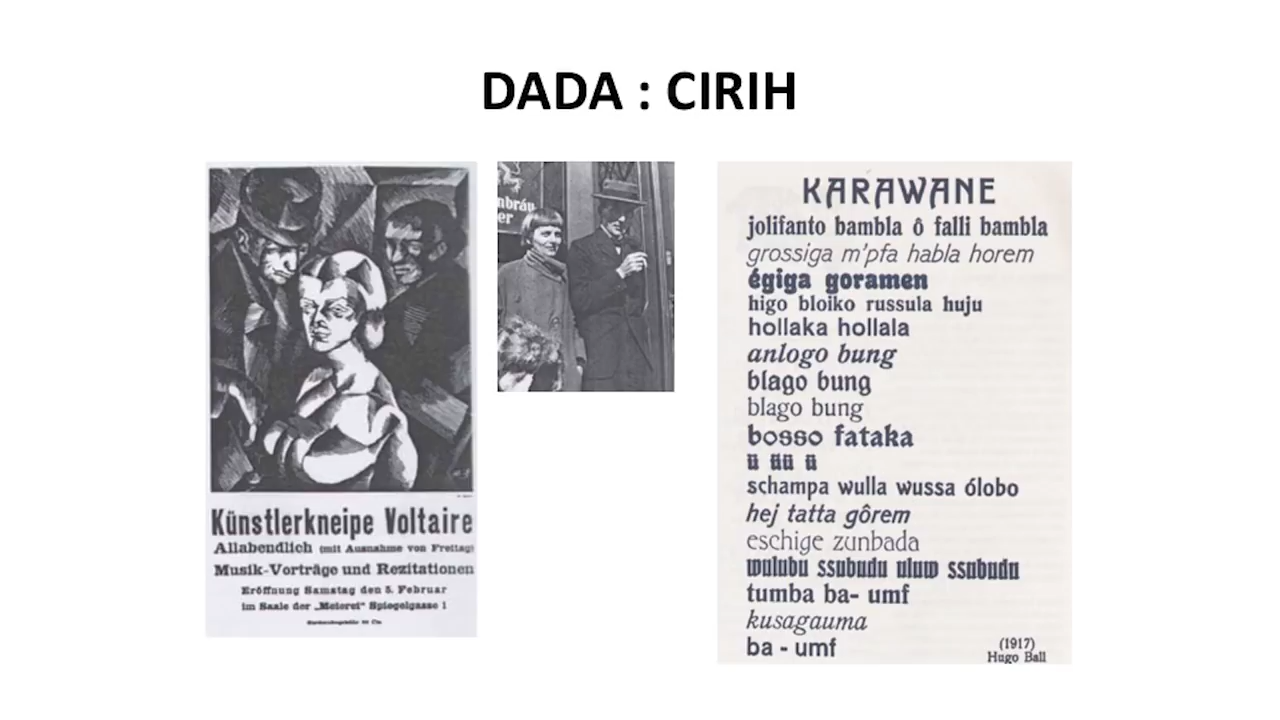 DADA : CIRIH
Künstlerkneipe Voltaire
Allabendlich (mit Ausnahme von Freitag)
Musik-Vorträge und Rezitationen
Eröffnung Samstag den 5. Februar
im Saale der „Meierei" Spiegelgasse 1
nbräu
er
KARAWANE
jolifanto bambla ô falli bambla
grossiga m'pfa habla horem
égiga goramen
higo bloiko russula huju
hollaka hollala
anlogo bung
blago bung
blago bung
bosso fataka
ü üü ü
schampa wulla wussa ólobo
hej tatta gôrem
eschige zunbada
wulubu ssubudu uluw ssubudu
tumba ba- umf
kusagauma
ba - umf
(1917)
Hugo Ball